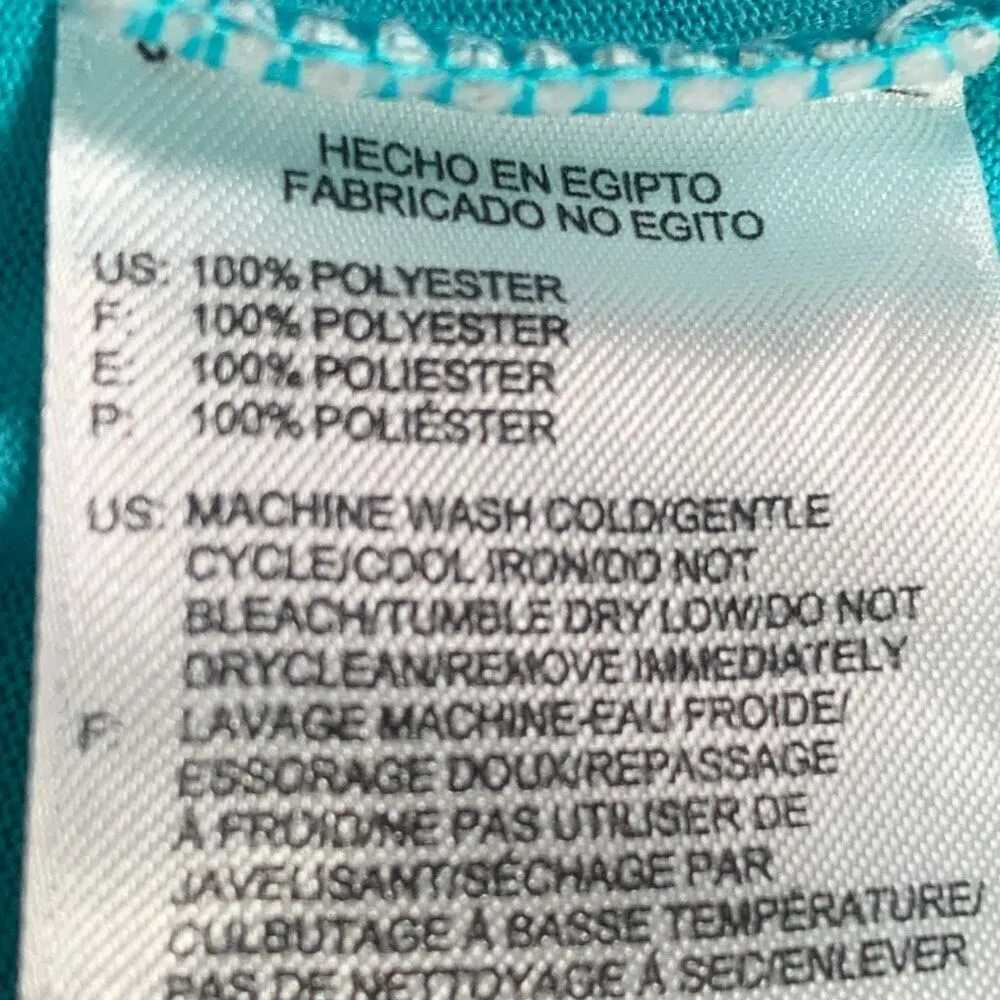 HECHO EN EGIPTO
FABRICADO NO EGITO
US: 100% POLYESTER
F: 100% POLYESTER
E: 100% POLIESTER
P: 100% POLIÉSTER
US: MACHINE WASH COLD/GENTLE
CYCLE/COOL IRON/DO NOT
BLEACH/TUMBLE DRY LOW/DO NOT
DRYCLEAN/REMOVE IMMEDIATELY
F: LAVAGE MACHINE-EAU FROIDE/
ESSORAGE DOUX/REPASSAGE
À FROID/NE PAS UTILISER DE
JAVELISANT/SÉCHAGE PAR
CULBUTAGE À BASSE TEMPÉRATURE/
PAS DE NETTOYAGE À SEC/ENLEVER